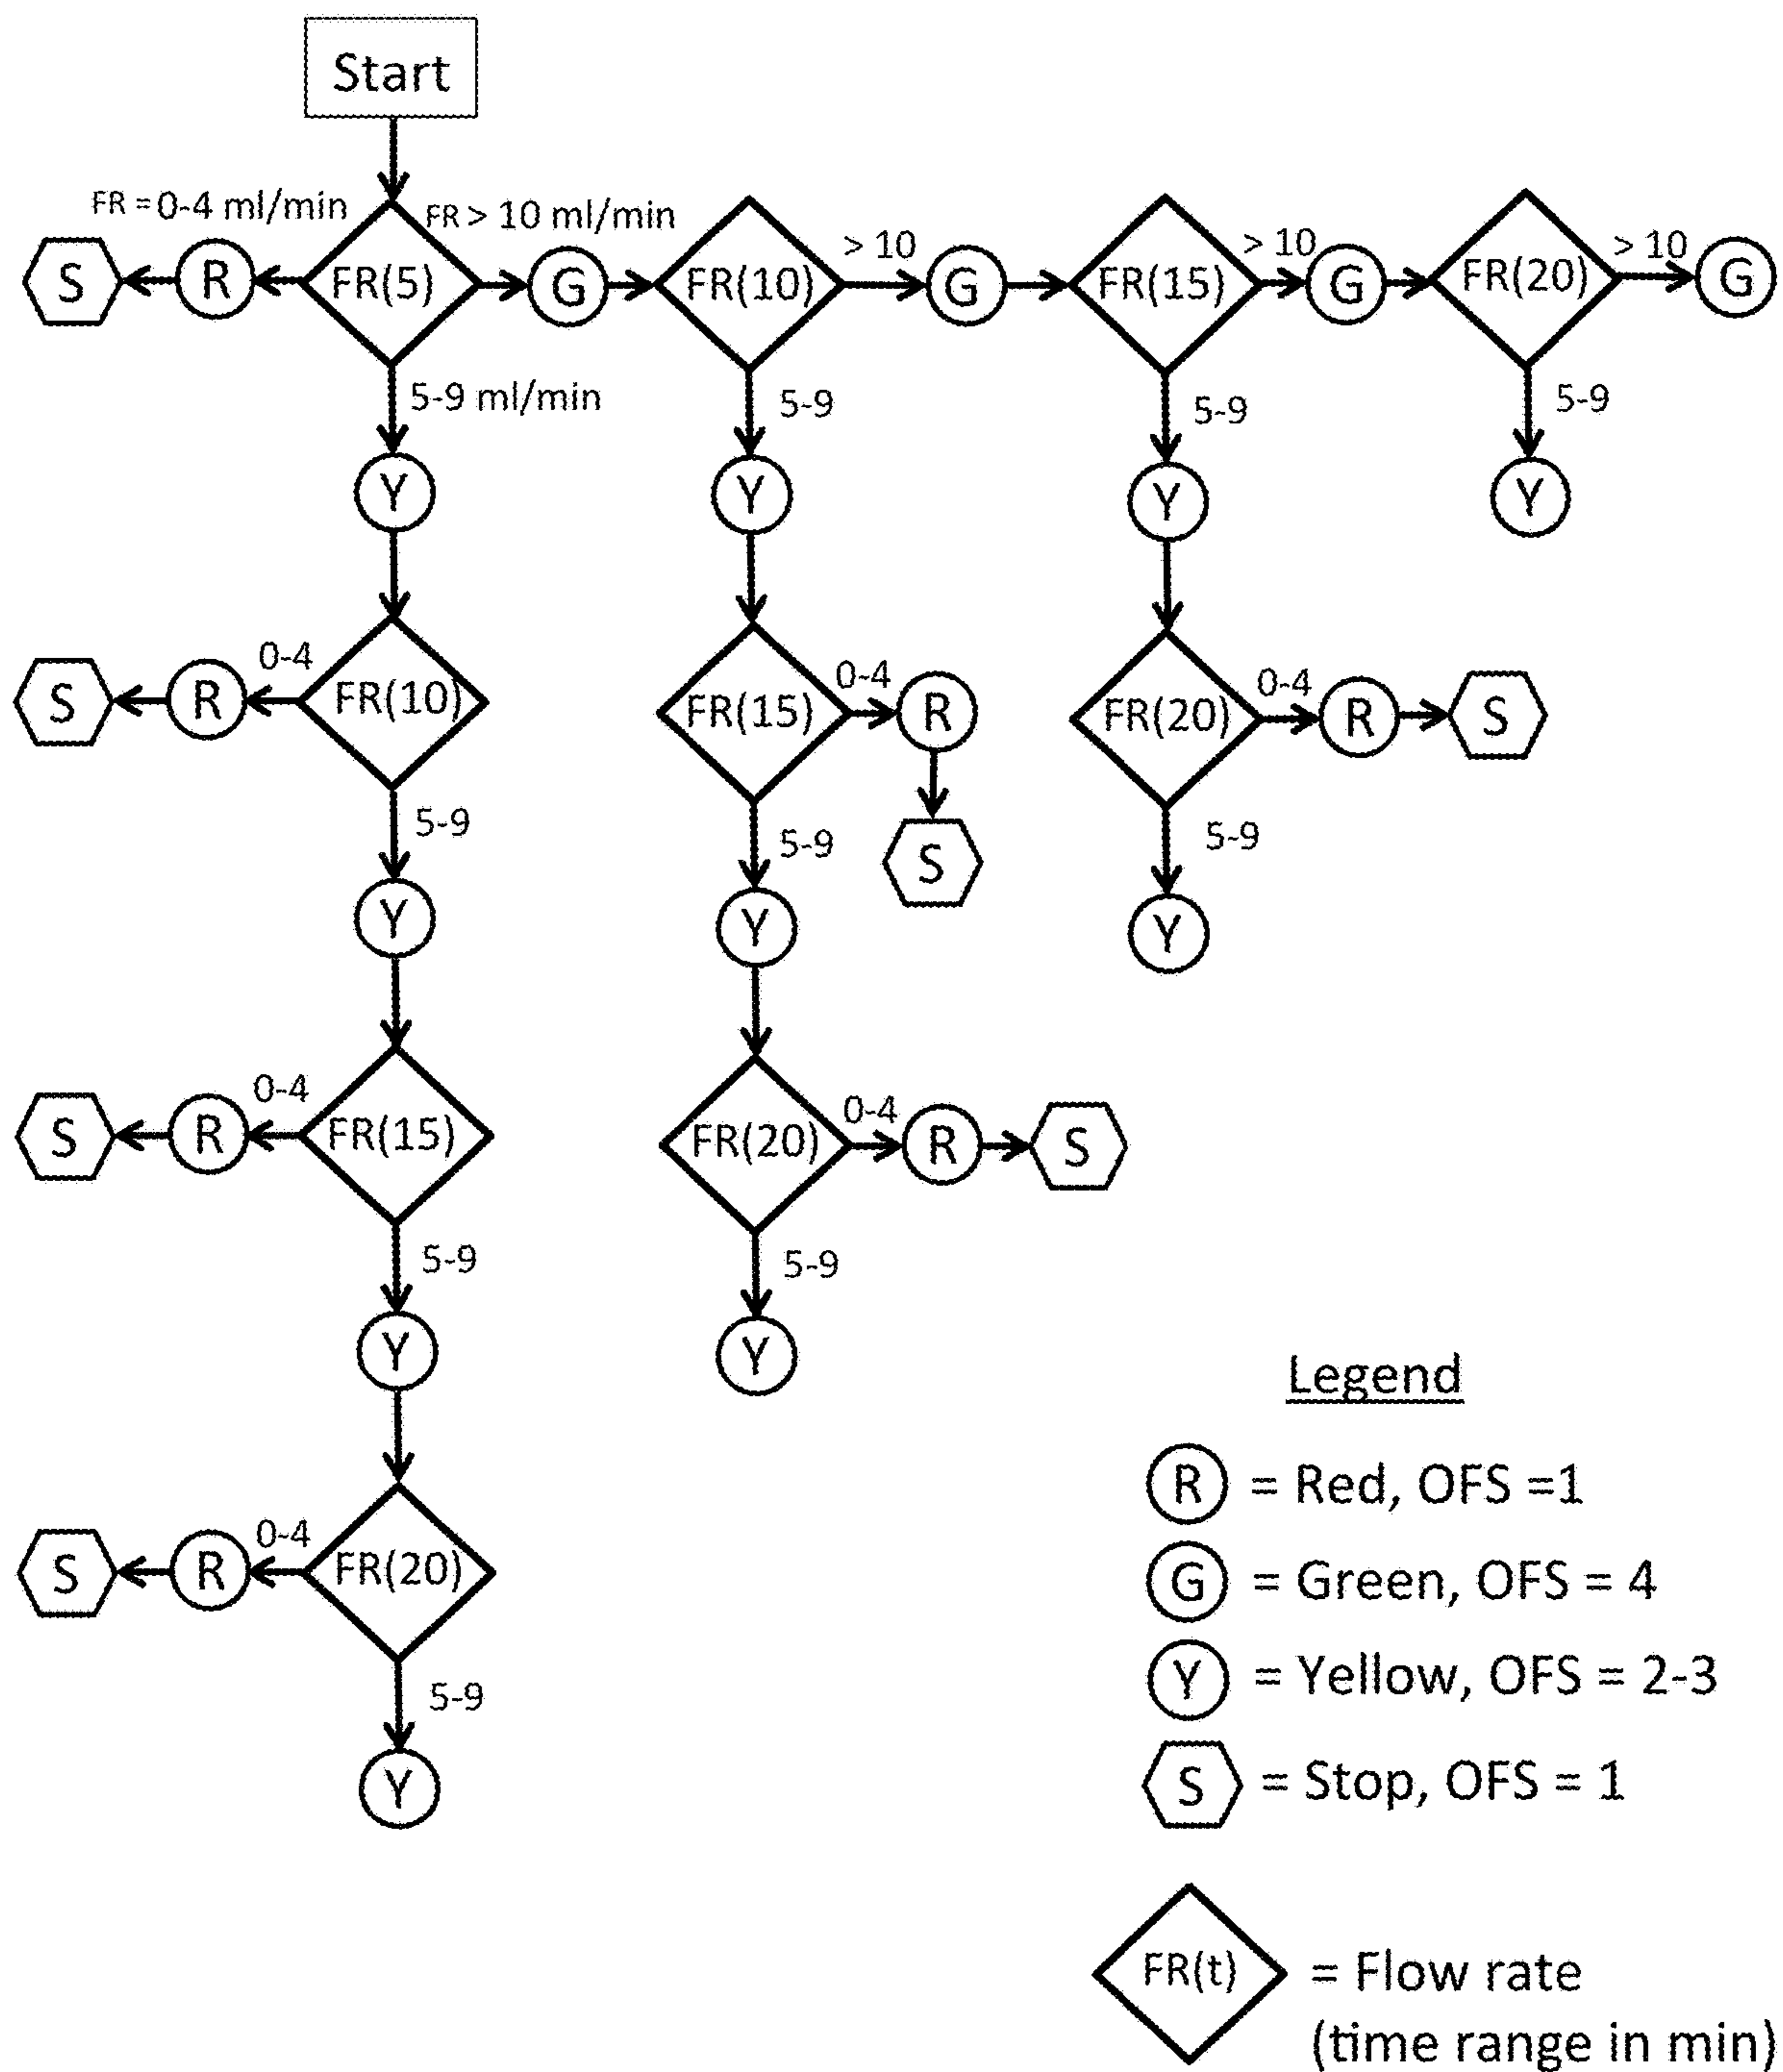 Start
FR = 0-4 ml/min
FR > 10 ml/min
S
R
FR(5)
G
FR(10)
> 10
G
FR(15)
> 10
G
FR(20)
> 10
G
5-9 ml/min
5-9
5-9
5-9
Y
Y
Y
Y
S
R
0-4
FR(10)
FR(15)
0-4
R
FR(20)
0-4
R
S
5-9
5-9
S
5-9
Y
Y
Y
S
R
0-4
FR(15)
FR(20)
0-4
R
S
5-9
5-9
Y
Y
S
R
0-4
FR(20)
5-9
Y
Legend
R = Red, OFS =1
G = Green, OFS = 4
Y = Yellow, OFS = 2-3
S = Stop, OFS = 1
FR(t) = Flow rate
(time range in min)